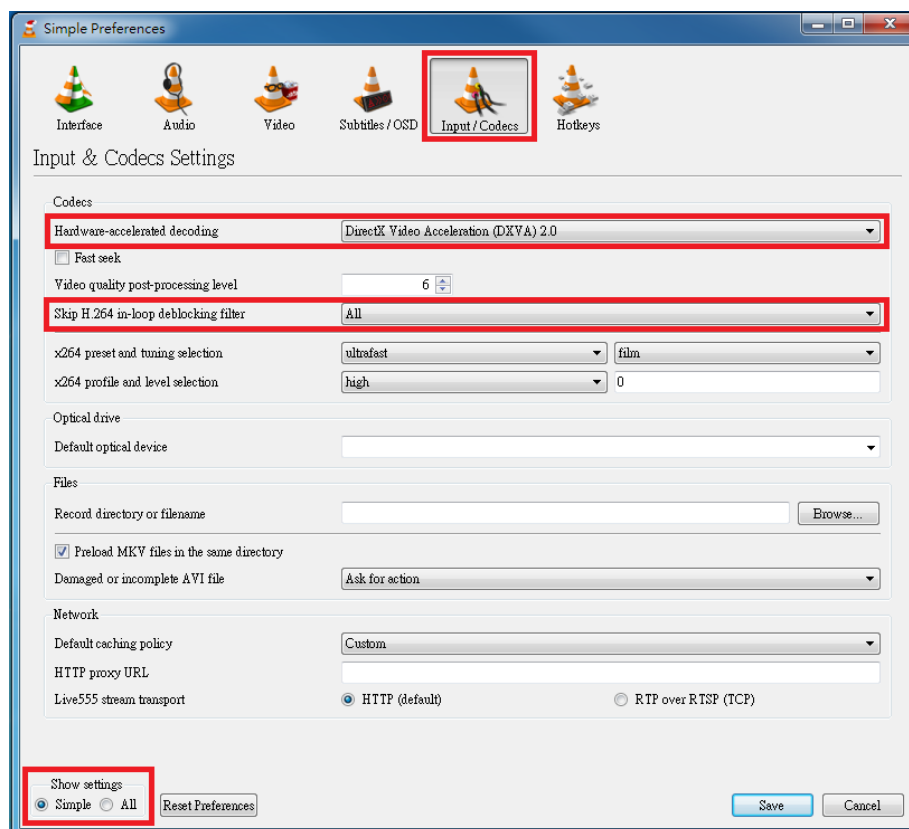 Simple Preferences
Interface Audio Video Subtitles / OSD Input / Codecs Hotkeys
Input & Codecs Settings
Codecs
Hardware-accelerated decoding DirectX Video Acceleration (DXVA) 2.0
Fast seek
Video quality post-processing level 6
Skip H.264 in-loop deblocking filter All
x264 preset and tuning selection ultrafast film
x264 profile and level selection high 0
Optical drive
Default optical device
Files
Record directory or filename Browse...
Preload MKV files in the same directory
Damaged or incomplete AVI file Ask for action
Network
Default caching policy Custom
HTTP proxy URL
Live555 stream transport HTTP (default) RTP over RTSP (TCP)
Show settings
Simple All Reset Preferences Save Cancel